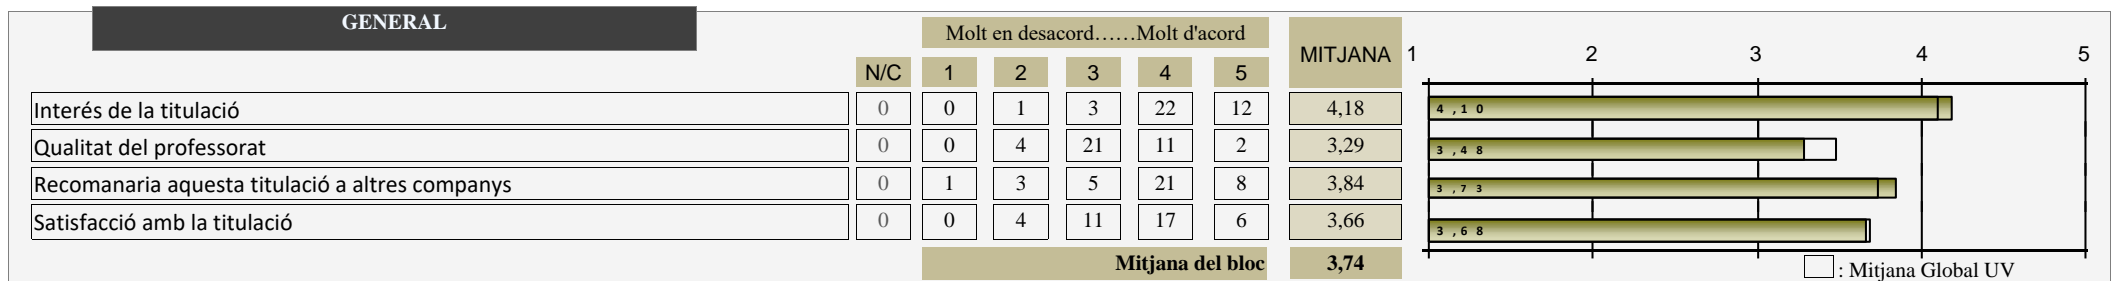 GENERAL
Molt en desacord......Molt d'acord
MITJANA 1 2 3 4 5
N/C 1 2 3 4 5
Interés de la titulació 0 0 1 3 22 12 4,18 4,10
Qualitat del professorat 0 0 4 21 11 2 3,29 3,48
Recomanaria aquesta titulació a altres companys 0 1 3 5 21 8 3,84 3,73
Satisfacció amb la titulació 0 0 4 11 17 6 3,66 3,68
Mitjana del bloc 3,74
: Mitjana Global UV